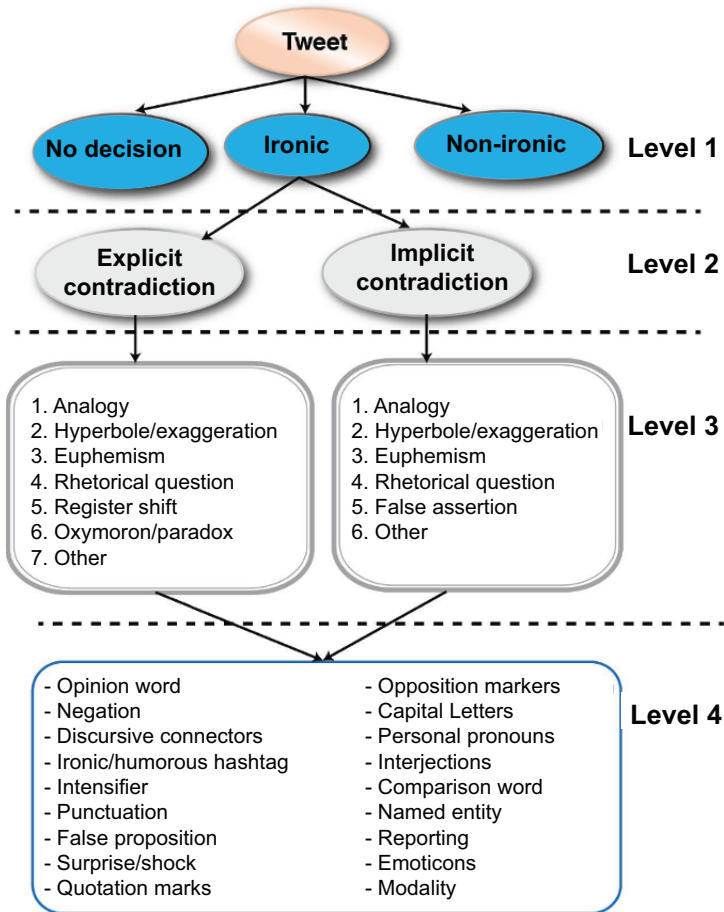 Tweet
No decision
Ironic
Non-ironic
Level 1
Explicit
contradiction
Implicit
contradiction
Level 2
1. Analogy
2. Hyperbole/exaggeration
3. Euphemism
4. Rhetorical question
5. Register shift
6. Oxymoron/paradox
7. Other
1. Analogy
2. Hyperbole/exaggeration
3. Euphemism
4. Rhetorical question
5. False assertion
6. Other
Level 3
- Opinion word
- Negation
- Discursive connectors
- Ironic/humorous hashtag
- Intensifier
- Punctuation
- False proposition
- Surprise/shock
- Quotation marks
- Opposition markers
- Capital Letters
- Personal pronouns
- Interjections
- Comparison word
- Named entity
- Reporting
- Emoticons
- Modality
Level 4